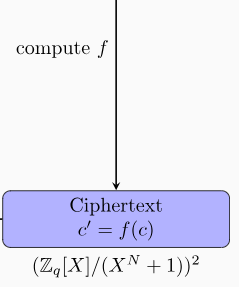 compute f
Ciphertext
c′ = f(c)
(ℤ_q[X]/(X^N + 1))²